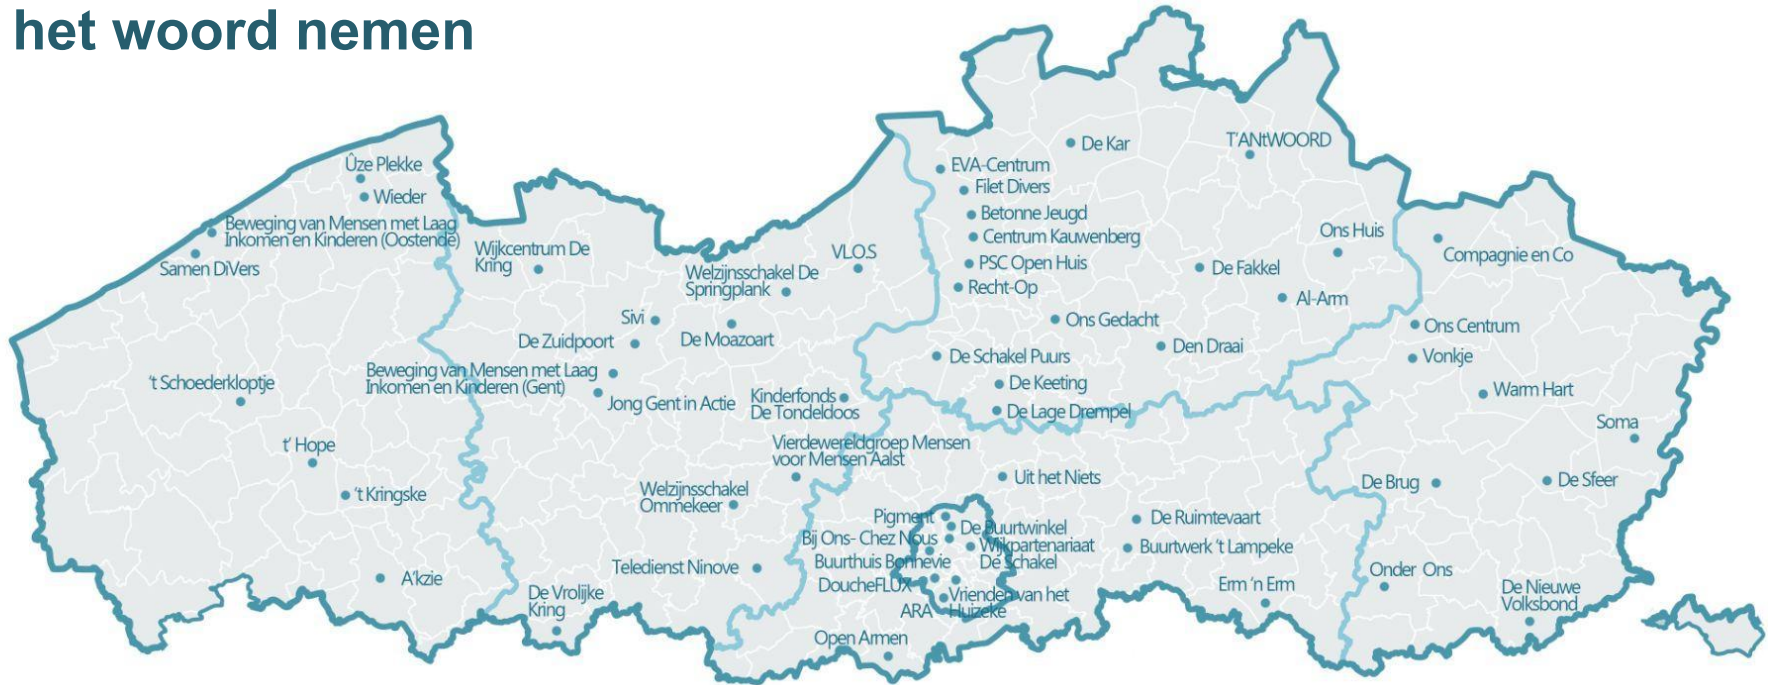 het woord nemen
Ûze Plekke
Wieder
Beweging van Mensen met Laag
Inkomen en Kinderen (Oostende)
Samen DiVers
't Schoederkloptje
t' Hope
't Kringske
A'kzie
Wijkcentrum De
Kring
Welzijnsschakel De
Springplank
VLOS
Sivi
De Zuidpoort
De Moazoart
Beweging van Mensen met Laag
Inkomen en Kinderen (Gent)
Jong Gent in Actie
Kinderfonds
De Tondeldoos
Vierdewereldgroep Mensen
voor Mensen Aalst
Welzijnsschakel
Ommekeer
Teledienst Ninove
De Vrolijke
Kring
EVA-Centrum
Filet Divers
Betonne Jeugd
Centrum Kauwenberg
PSC Open Huis
Recht-Op
De Kar
T'ANtWOORD
Ons Huis
De Fakkel
Al-Arm
Ons Gedacht
Den Draai
De Schakel Puurs
De Keeting
De Lage Drempel
Uit het Niets
Pigment
De Buurtwinkel
Bij Ons- Chez Nous
Wijkpartenariaat
De Schakel
Buurthuis Bonnevie
DoucheFLUX
Vrienden van het
Huizeke
ARA
Open Armen
De Ruimtevaart
Buurtwerk 't Lampeke
Erm 'n Erm
Compagnie en Co
Ons Centrum
Vonkje
Warm Hart
Soma
De Brug
De Sfeer
Onder Ons
De Nieuwe
Volksbond